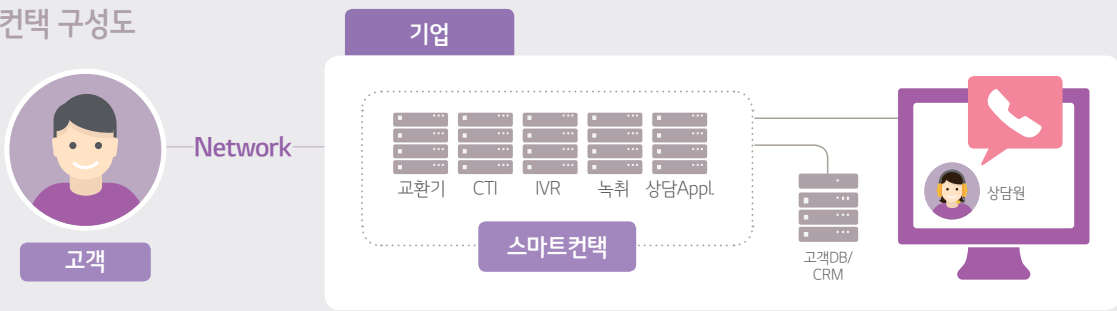 컨택 구성도
기업
Network
교환기 CTI IVR 녹취 상담Appl.
상담원
스마트컨택
고객
고객DB/
CRM